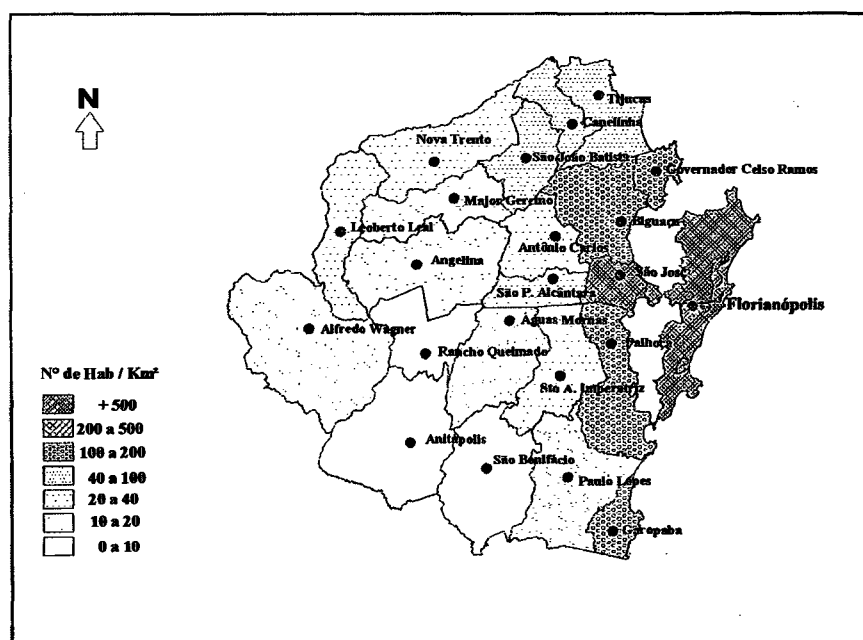 N
Tijucas
Canelinha
Nova Trento
São João Batista
Governador Celso Ramos
Major Gercino
Biguaçu
Leoberto Leal
Antônio Carlos
Angelina
São José
São P. Alcântara
Florianópolis
Águas Mornas
Alfredo Wagner
Palhoça
Rancho Queimado
Sto A. Imperatriz
Anitápolis
São Bonifácio
Paulo Lopes
Garopaba
Nº de Hab / Km²
+ 500
200 a 500
100 a 200
40 a 100
20 a 40
10 a 20
0 a 10